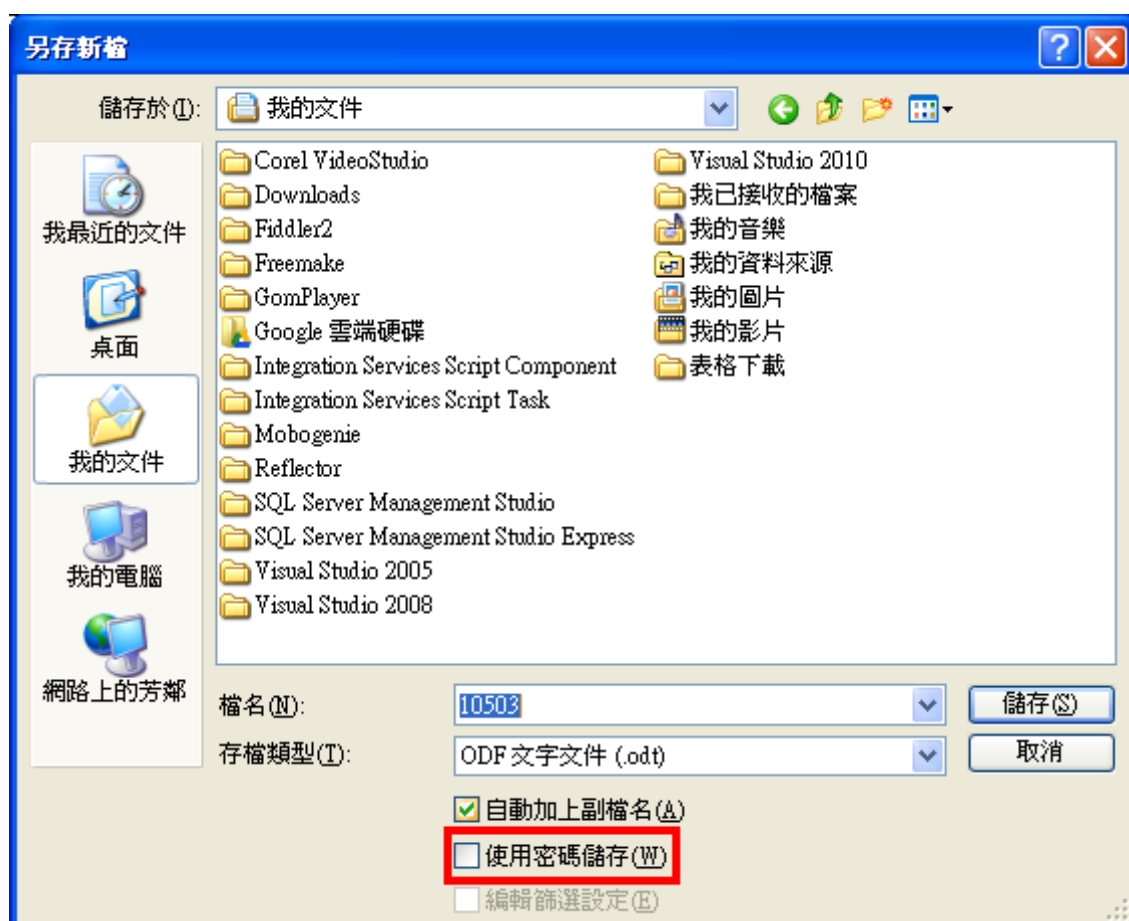 另存新檔
儲存於(I):
我的文件
我最近的文件
桌面
我的文件
我的電腦
網路上的芳鄰
Corel VideoStudio
Downloads
Fiddler2
Freemake
GomPlayer
Google 雲端硬碟
Integration Services Script Component
Integration Services Script Task
Mobogenie
Reflector
SQL Server Management Studio
SQL Server Management Studio Express
Visual Studio 2005
Visual Studio 2008
Visual Studio 2010
我已接收的檔案
我的音樂
我的資料來源
我的圖片
我的影片
表格下載
檔名(N):
10503
儲存(S)
存檔類型(T):
ODF 文字文件 (.odt)
取消
自動加上副檔名(A)
使用密碼儲存(W)
編輯篩選設定(E)